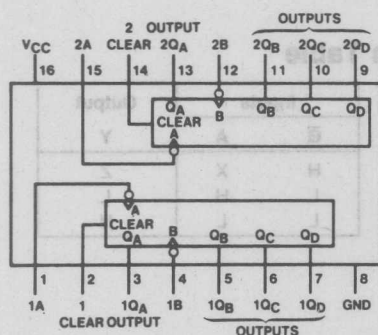 2 OUTPUT OUTPUTS
VCC 2A CLEAR 2QA 2B 2QB 2QC 2QD
16 15 14 13 12 11 10 9
QA B QB QC QD
CLEAR
A
A
CLEAR B
QA QB QC QD
1 2 3 4 5 6 7 8
1A 1 1QA 1B 1QB 1QC 1QD GND
CLEAR OUTPUT OUTPUTS